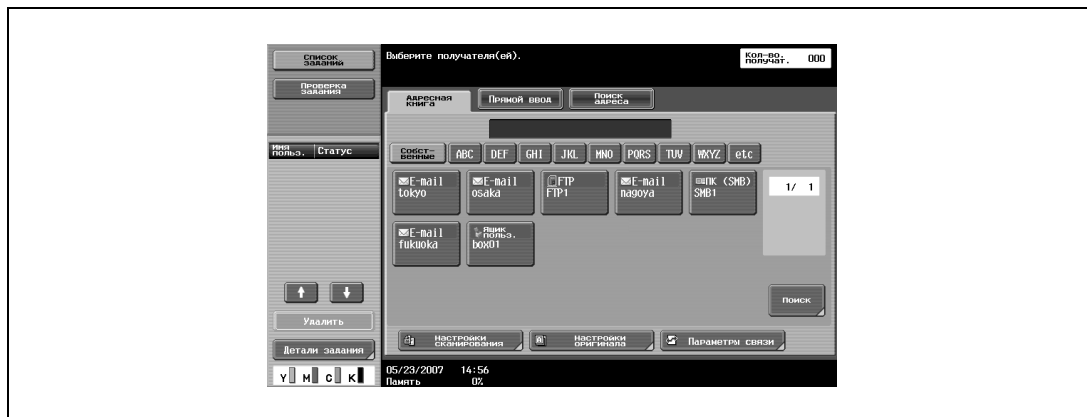 Список заданий
Проверка задания
Имя польз. Статус
Удалить
Детали задания
Y M C K
Выберите получателя(ей).
Кол-во. получат. 000
Адресная книга Прямой ввод Поиск адреса
Собст-венные ABC DEF GHI JKL MNO PQRS TUV WXYZ etc
E-mail tokyo
E-mail osaka
FTP FTP1
E-mail nagoya
ПК (SMB) SMB1
1/ 1
E-mail fukuoka
Ящик польз. box01
Поиск
Настройки сканирования Настройки оригинала Параметры связи
05/23/2007 14:56
Память 0%